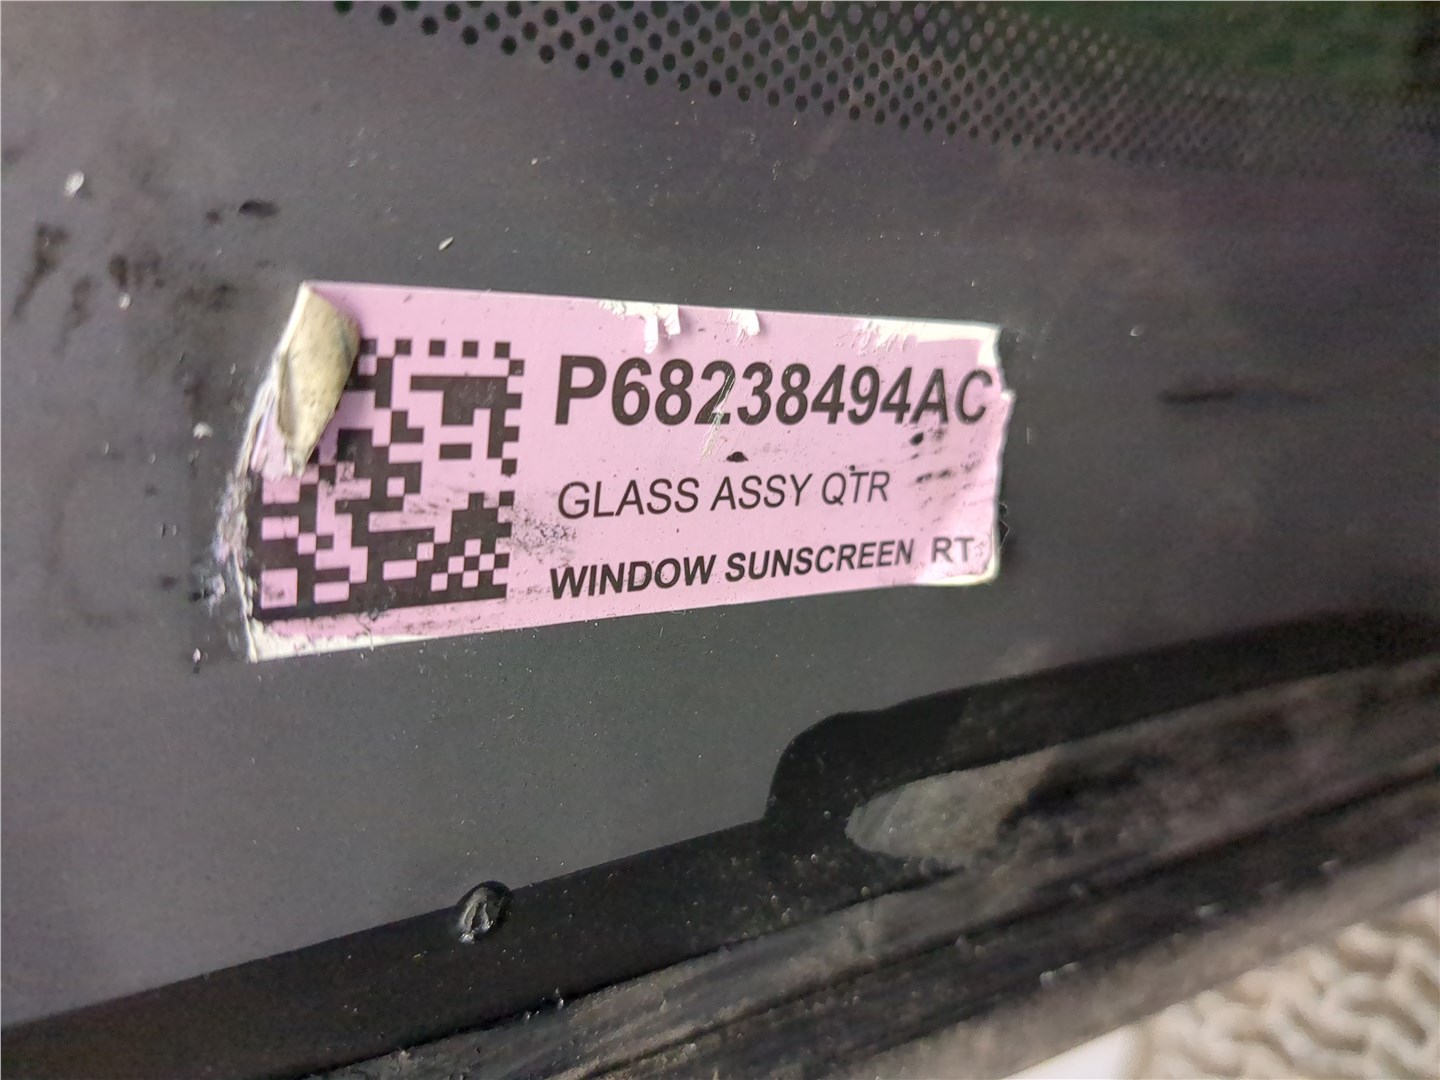 P68238494AC
GLASS ASSY QTR
WINDOW SUNSCREEN RT